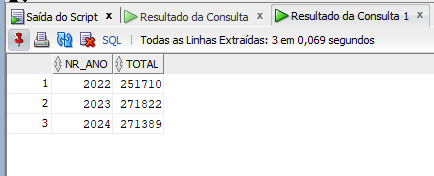 Saída do Script x Resultado da Consulta x Resultado da Consulta 1 x
SQL | Todas as Linhas Extraídas: 3 em 0,069 segundos
NR_ANO TOTAL
1 2022 251710
2 2023 271822
3 2024 271389